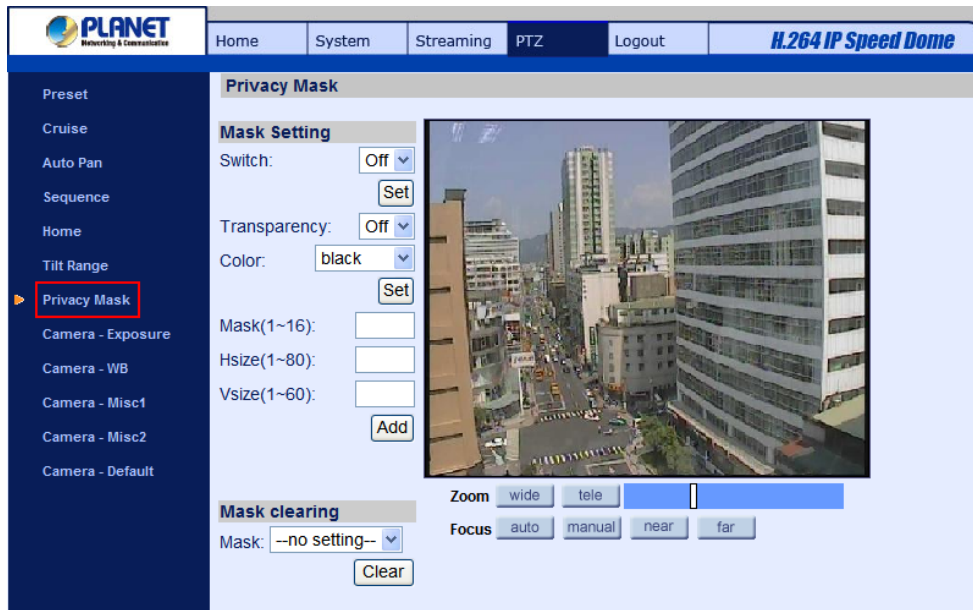 PLANET
Networking & Communication
Home System Streaming PTZ Logout H.264 IP Speed Dome
Preset
Cruise
Auto Pan
Sequence
Home
Tilt Range
Privacy Mask
Camera - Exposure
Camera - WB
Camera - Misc1
Camera - Misc2
Camera - Default
Privacy Mask
Mask Setting
Switch: Off
Set
Transparency: Off
Color: black
Set
Mask(1~16):
Hsize(1~80):
Vsize(1~60):
Add
Mask clearing
Mask: --no setting--
Clear
Zoom wide tele
Focus auto manual near far